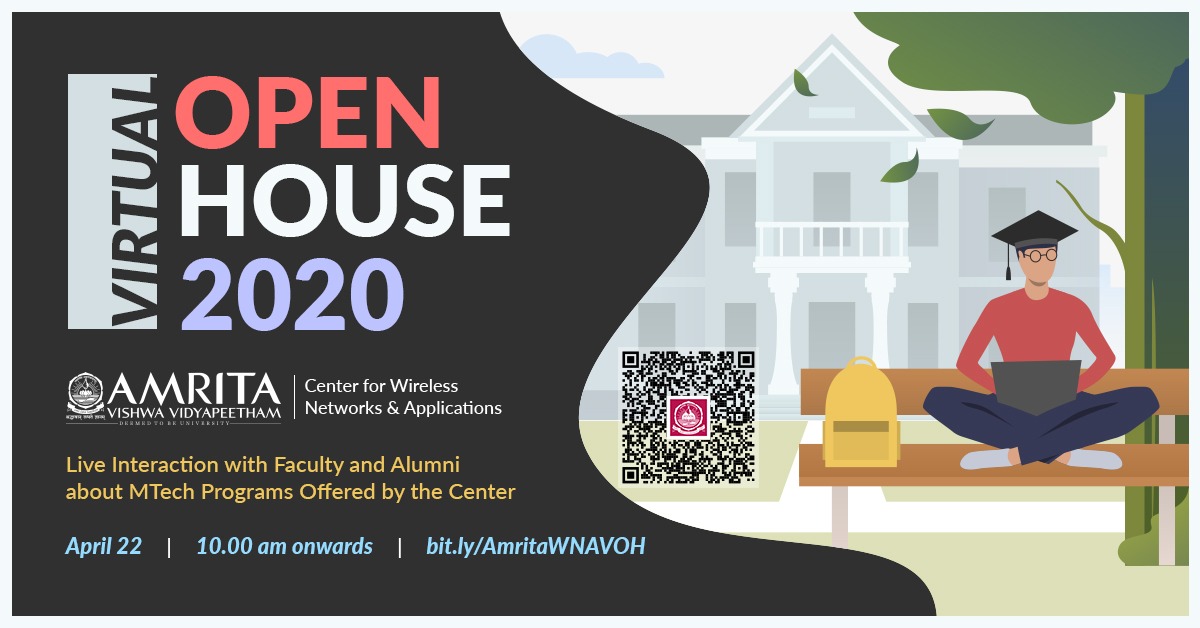 VIRTUAL
OPEN
HOUSE
2020
AMRITA
VISHWA VIDYAPEETHAM
DEEMED TO BE UNIVERSITY
Center for Wireless
Networks & Applications
Live Interaction with Faculty and Alumni
about MTech Programs Offered by the Center
April 22 | 10.00 am onwards | bit.ly/AmritaWNAVOH